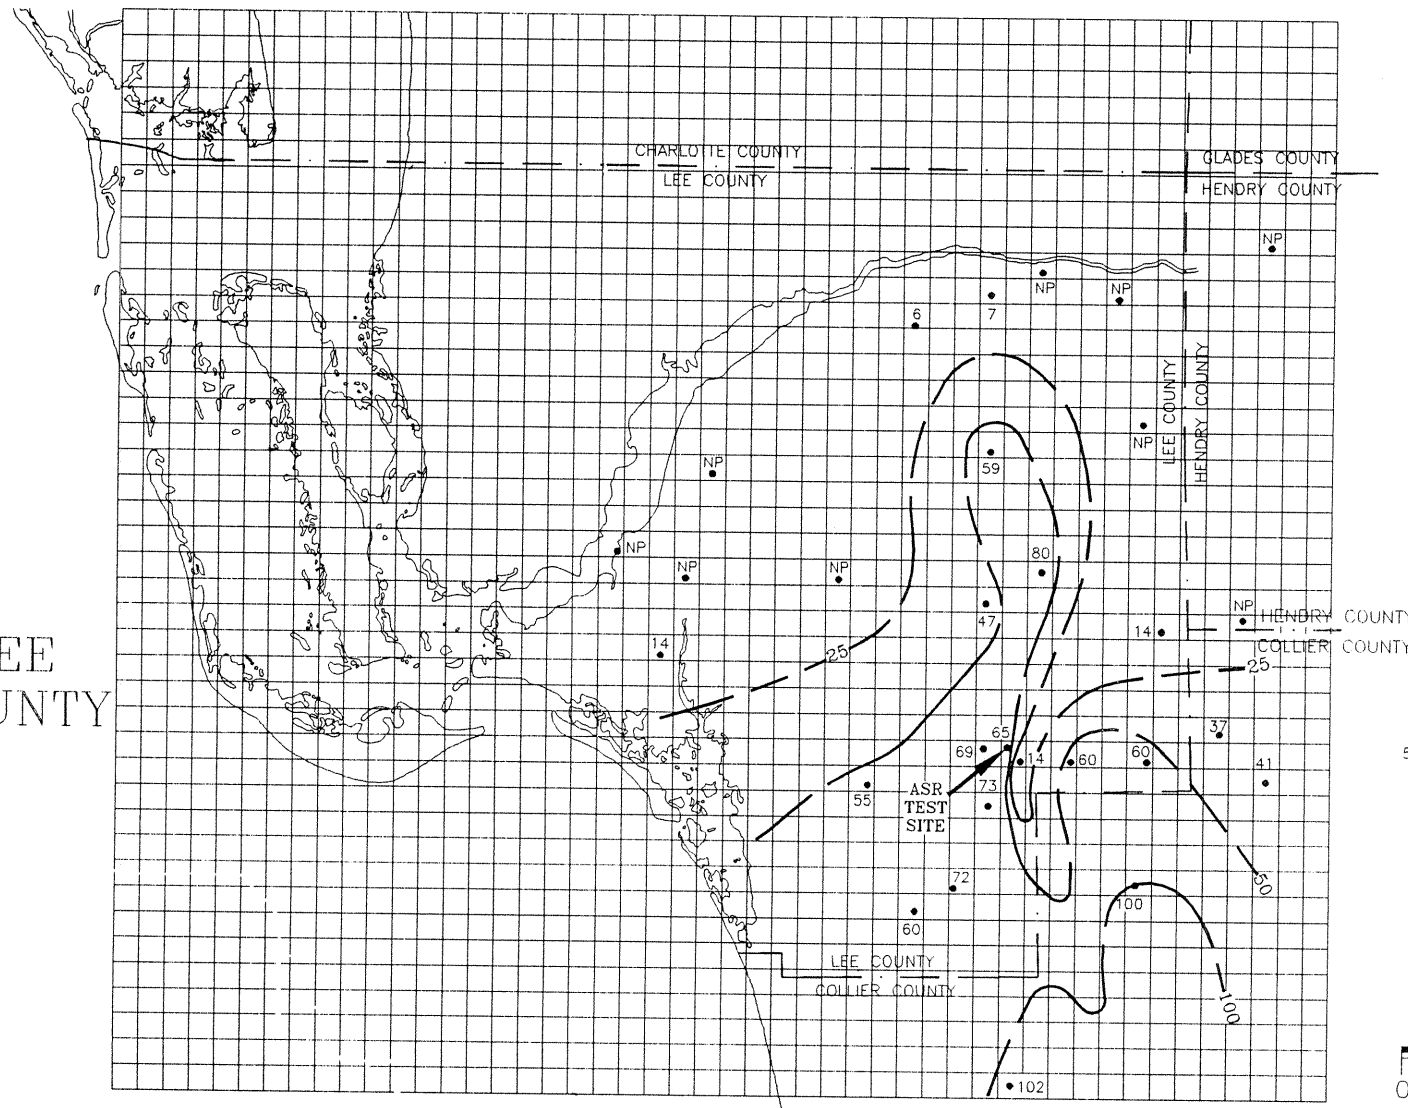 CHARLOTTE COUNTY
LEE COUNTY
GLADES COUNTY
HENDRY COUNTY
NP
NP
NP
7
6
LEE COUNTY
HENDRY COUNTY
NP
59
NP
NP
80
NP
NP
47
NP
HENDRY COUNTY
14
COLLIER COUNTY
14
25
25
EE
UNTY
37
69
65
14
60
60
41
5
ASR
TEST
SITE
73
55
72
50
100
60
LEE COUNTY
COLLIER COUNTY
100
102